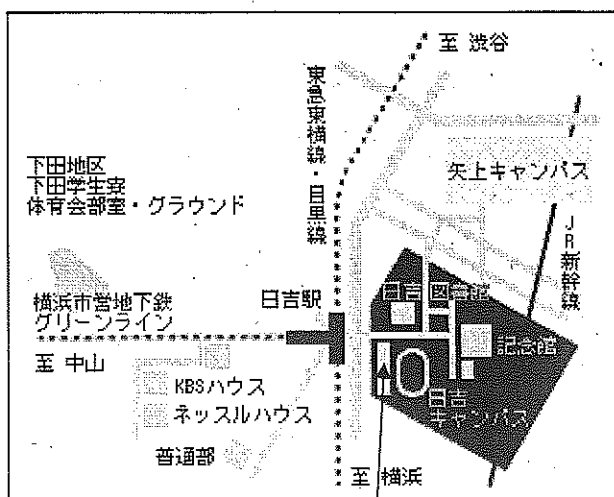 至 渋谷
東急東横線・目黒線
下田地区
下田学生寮
体育会部室・グラウンド
矢上キャンパス
JR新幹線
横浜市営地下鉄
グリーンライン
日吉駅
日吉図書館
記念館
至 中山
KBSハウス
ネッスルハウス
日吉
キャンパス
普通部
至 横浜